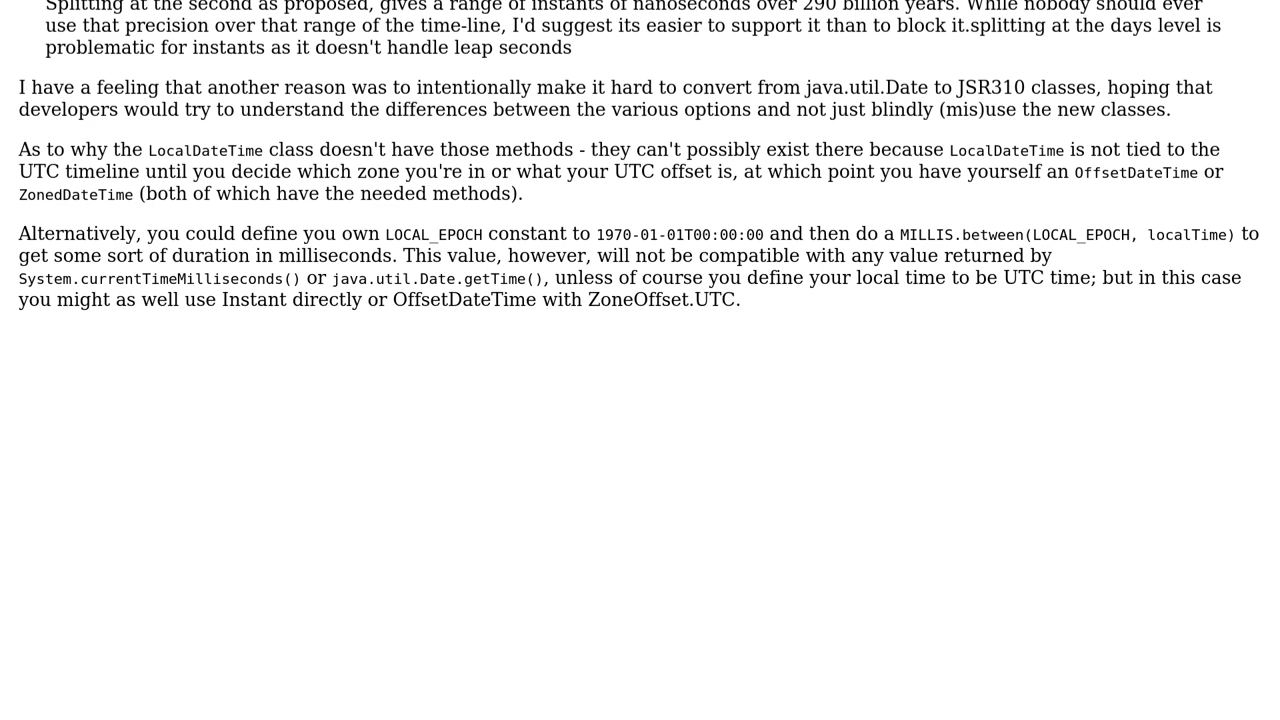 Splitting at the second as proposed, gives a range of instants of nanoseconds over 290 billion years. While nobody should ever
use that precision over that range of the time-line, I'd suggest its easier to support it than to block it.splitting at the days level is
problematic for instants as it doesn't handle leap seconds
I have a feeling that another reason was to intentionally make it hard to convert from java.util.Date to JSR310 classes, hoping that
developers would try to understand the differences between the various options and not just blindly (mis)use the new classes.
As to why the LocalDateTime class doesn't have those methods - they can't possibly exist there because LocalDateTime is not tied to the
UTC timeline until you decide which zone you're in or what your UTC offset is, at which point you have yourself an OffsetDateTime or
ZonedDateTime (both of which have the needed methods).
Alternatively, you could define you own LOCAL_EPOCH constant to 1970-01-01T00:00:00 and then do a MILLIS.between(LOCAL_EPOCH, localTime) to
get some sort of duration in milliseconds. This value, however, will not be compatible with any value returned by
System.currentTimeMilliseconds() or java.util.Date.getTime(), unless of course you define your local time to be UTC time; but in this case
you might as well use Instant directly or OffsetDateTime with ZoneOffset.UTC.